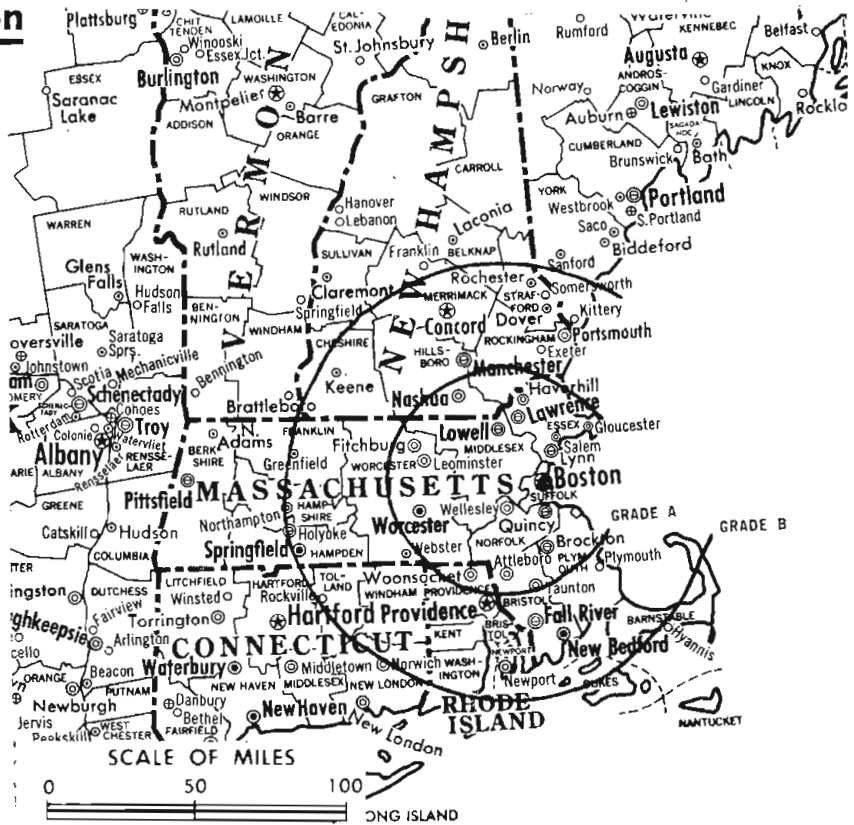 on
Plattsburg
CHIT
TENDEN
LAMOILLE
CAL-
EDONIA
Berlin
Rumford
Waterville
KENNEBEC
Belfast
Winooski
Essex Jct.
St. Johnsbury
Augusta
ESSEX
Burlington
WASHINGTON
KNOX
Saranac
Lake
Montpelier
Barre
GRAFTON
Norway
ANDROS-
COGGIN
Gardiner
LINCOLN
Auburn
Lewiston
ADDISON
ORANGE
SAGADA
HOC
CUMBERLAND
Brunswick
Bath
CARROLL
VERMON
NEW HAMPSH
YORK
Westbrook
Portland
S. Portland
RUTLAND
WINDSOR
Hanover
Lebanon
Laconia
Saco
Biddeford
WARREN
Rutland
SULLIVAN
Franklin
BELKNAP
WASH-
INGTON
Sanford
Glens
Falls
Hudson
Falls
Rochester
Somersworth
Claremont
MERRIMACK
STRAF-
FORD
BEN-
NINGTON
Springfield
Concord
Dover
Kittery
SARATOGA
Saratoga
Sprs.
WINDHAM
CHESHIRE
ROCKINGHAM
Portsmouth
oversville
HILLS-
BORO
Exeter
Johnstown
Mechanicville
Manchester
Scotia
Bennington
Keene
Haverhill
Schenectady
Nashua
Lawrence
Cohoes
Brattleboro
Rotterdam
Troy
Colonie
Watervliet
N.
Adams
FRANKLIN
Fitchburg
Lowell
MIDDLESEX
ESSEX
Gloucester
Albany
BERK
SHIRE
Greenfield
WORCESTER
Leominster
Salem
Lynn
RENSSE-
LAER
Rensselaer
ALBANY
Boston
Pittsfield
MASSACHUSETTS
SUFFOLK
GREENE
Northampton
HAMP-
SHIRE
Worcester
Wellesley
Quincy
GRADE A
GRADE B
Catskill
Hudson
Holyoke
NORFOLK
Brockton
Springfield
HAMPDEN
Webster
Attleboro
PLYM
OUTH
Plymouth
COLUMBIA
LITCHFIELD
HARTFORD
TOL-
LAND
Woonsocket
Taunton
ingston
DUTCHESS
Winsted
Rockville
WINDHAM
PROVIDENCE
BRISTOL
Fairview
Torrington
Hartford
Providence
Fall River
BARNSTABLE
ghkeepsie
Arlington
CONNECTICUT
KENT
BRIS-
TOL
New Bedford
Hyannis
cello
Beacon
Waterbury
Middletown
Norwich
WASH-
INGTON
NEWPORT
ORANGE
PUTNAM
NEW HAVEN
MIDDLESEX
NEW LONDON
Newport
DUKES
Newburgh
Danbury
Bethel
New Haven
RHODE
ISLAND
NANTUCKET
Jervis
Peekskill
WEST
CHESTER
FAIRFIELD
New London
SCALE OF MILES
0
50
100
ONG ISLAND